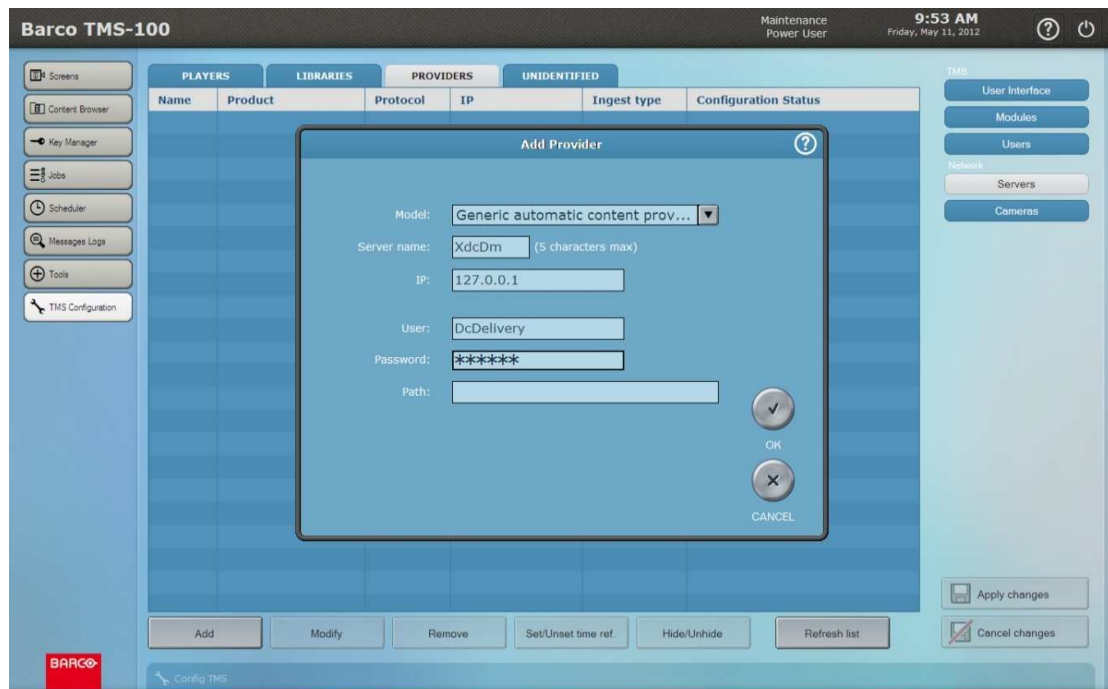 Barco TMS-100
Maintenance
Power User
9:53 AM
Friday, May 11, 2012
Screens
Content Browser
Key Manager
Jobs
Scheduler
Messages Logs
Tools
TMS Configuration
PLAYERS LIBRARIES PROVIDERS UNIDENTIFIED
Name Product Protocol IP Ingest type Configuration Status
Add Provider
Model: Generic automatic content prov...
Server name: XdcDm (5 characters max)
IP: 127.0.0.1
User: DcDelivery
Password: ******
Path:
OK
CANCEL
TMS
User Interface
Modules
Users
Network
Servers
Cameras
Apply changes
Cancel changes
Add Modify Remove Set/Unset time ref. Hide/Unhide Refresh list
BARCO
Config TMS